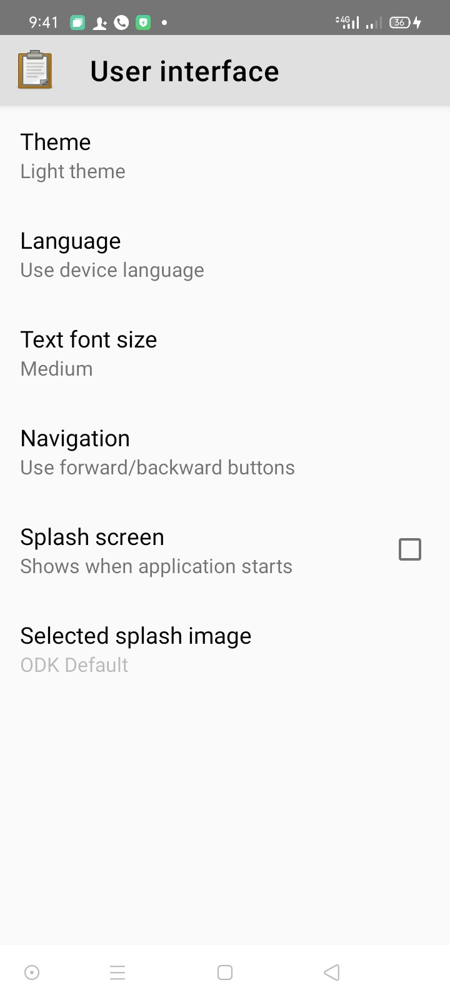 9:41 4G 36
User interface
Theme
Light theme
Language
Use device language
Text font size
Medium
Navigation
Use forward/backward buttons
Splash screen
Shows when application starts
Selected splash image
ODK Default